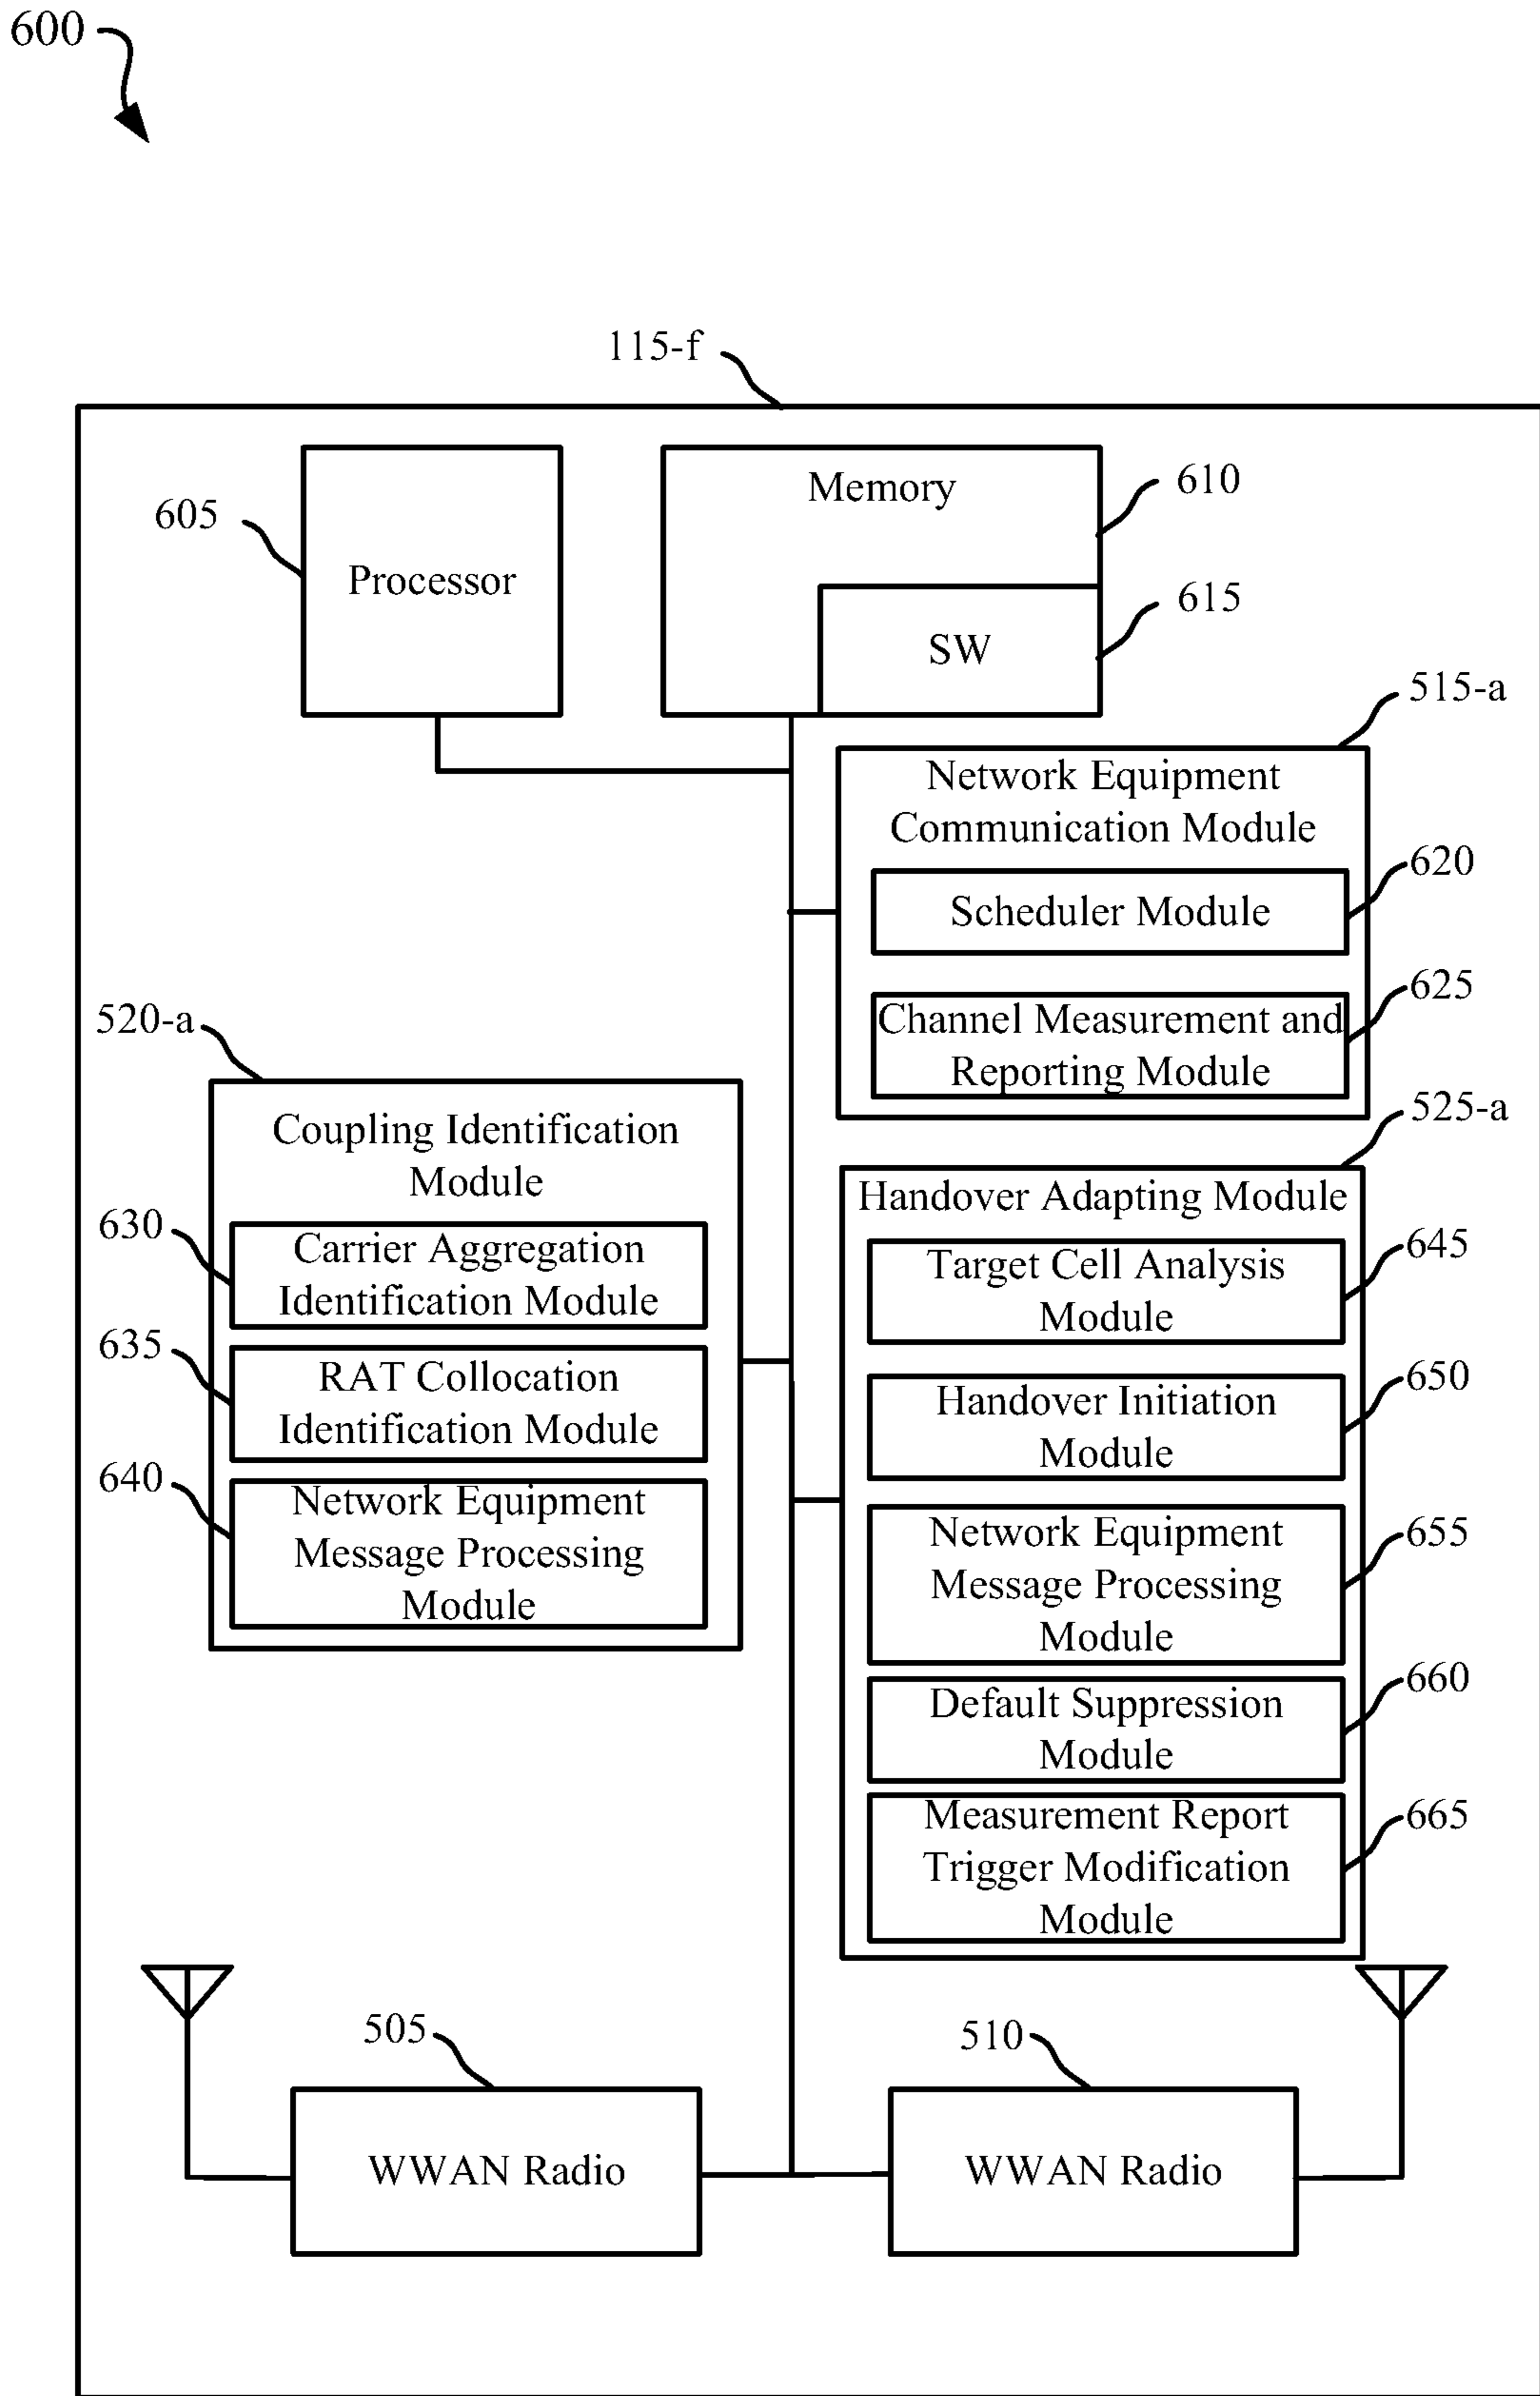 600
115-f
Memory
610
605
Processor
615
SW
515-a
Network Equipment
Communication Module
620
Scheduler Module
625
Channel Measurement and
Reporting Module
520-a
Coupling Identification
Module
630
Carrier Aggregation
Identification Module
635
RAT Collocation
Identification Module
640
Network Equipment
Message Processing
Module
525-a
Handover Adapting Module
645
Target Cell Analysis
Module
650
Handover Initiation
Module
655
Network Equipment
Message Processing
Module
660
Default Suppression
Module
665
Measurement Report
Trigger Modification
Module
505
WWAN Radio
510
WWAN Radio